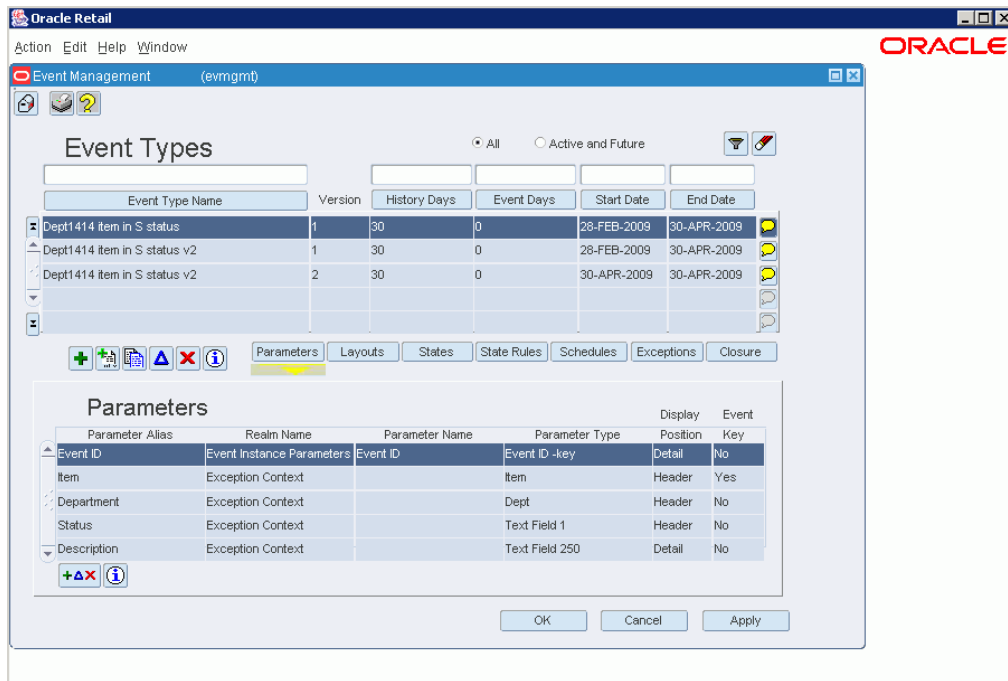 Oracle Retail
Action Edit Help Window
ORACLE
Event Management (evmgmt)
Event Types
All Active and Future
Event Type Name Version History Days Event Days Start Date End Date
Dept1414 item in S status 1 30 0 28-FEB-2009 30-APR-2009
Dept1414 item in S status v2 1 30 0 28-FEB-2009 30-APR-2009
Dept1414 item in S status v2 2 30 0 30-APR-2009 30-APR-2009
Parameters Layouts States State Rules Schedules Exceptions Closure
Parameters
Display Event
Parameter Alias Realm Name Parameter Name Parameter Type Position Key
Event ID Event Instance Parameters Event ID Event ID -key Detail No
Item Exception Context Item Header Yes
Department Exception Context Dept Header No
Status Exception Context Text Field 1 Header No
Description Exception Context Text Field 250 Detail No
OK Cancel Apply